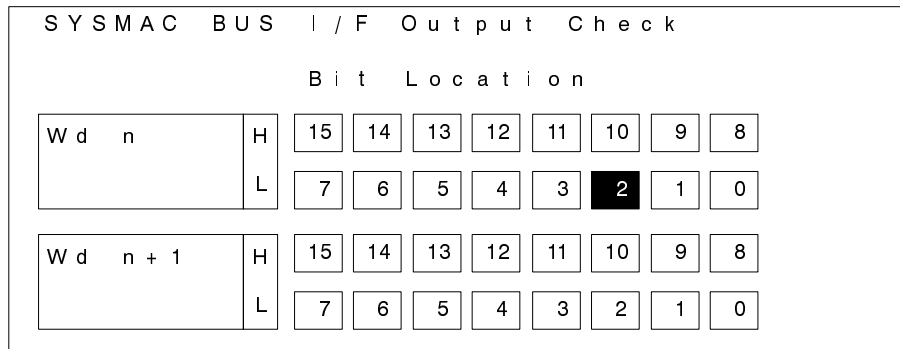 SYSMAC BUS I/F Output Check
Bit Location
Wd n H 15 14 13 12 11 10 9 8
L 7 6 5 4 3 2 1 0
Wd n+1 H 15 14 13 12 11 10 9 8
L 7 6 5 4 3 2 1 0